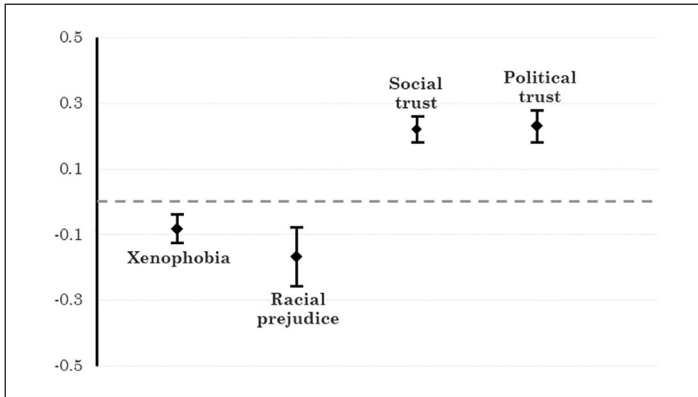 0.5
0.3
0.1
-0.1
-0.3
-0.5
Social
trust
Political
trust
Xenophobia
Racial
prejudice